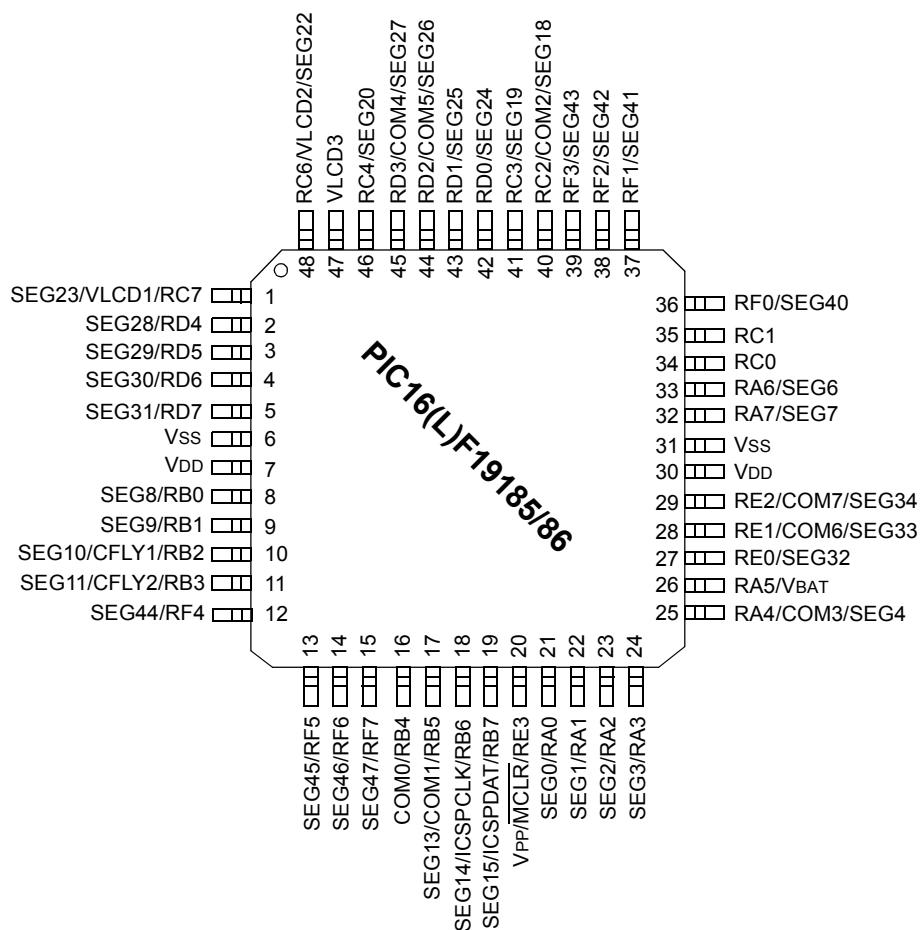 RC6/VLCD2/SEG22
VLCD3
RC4/SEG20
RD3/COM4/SEG27
RD2/COM5/SEG26
RD1/SEG25
RD0/SEG24
RC3/SEG19
RC2/COM2/SEG18
RF3/SEG43
RF2/SEG42
RF1/SEG41
48
47
46
45
44
43
42
41
40
39
38
37
SEG23/VLCD1/RC7 1
SEG28/RD4 2
SEG29/RD5 3
SEG30/RD6 4
SEG31/RD7 5
VSS 6
VDD 7
SEG8/RB0 8
SEG9/RB1 9
SEG10/CFLY1/RB2 10
SEG11/CFLY2/RB3 11
SEG44/RF4 12
PIC16(L)F19185/86
36 RF0/SEG40
35 RC1
34 RC0
33 RA6/SEG6
32 RA7/SEG7
31 VSS
30 VDD
29 RE2/COM7/SEG34
28 RE1/COM6/SEG33
27 RE0/SEG32
26 RA5/VBAT
25 RA4/COM3/SEG4
13
14
15
16
17
18
19
20
21
22
23
24
SEG45/RF5
SEG46/RF6
SEG47/RF7
COM0/RB4
SEG13/COM1/RB5
SEG14/ICSPCLK/RB6
SEG15/ICSPDAT/RB7
VPP/MCLR/RE3
SEG0/RA0
SEG1/RA1
SEG2/RA2
SEG3/RA3